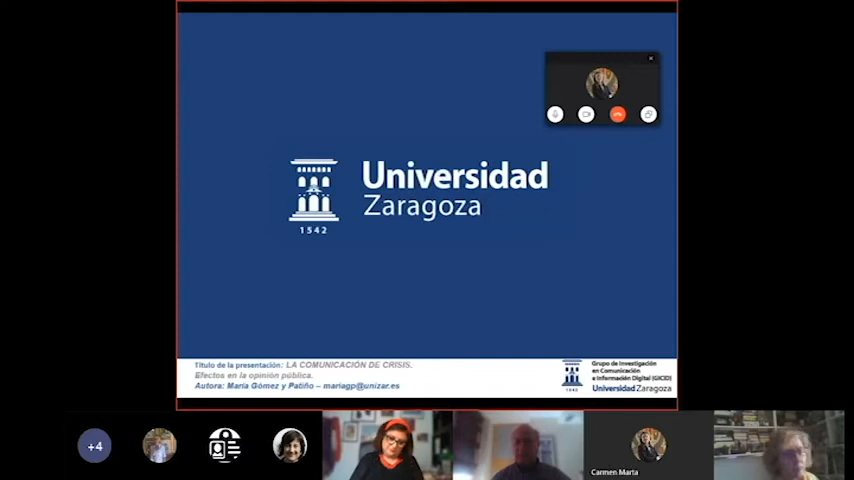 Universidad
Zaragoza
1542
Título de la presentación: LA COMUNICACIÓN DE CRISIS.
Efectos en la opinión pública.
Autora: María Gómez y Patiño – mariagp@unizar.es
Grupo de Investigación
en Comunicación
e Información Digital (GICID)
1542
Universidad Zaragoza
+4
Carmen Marta